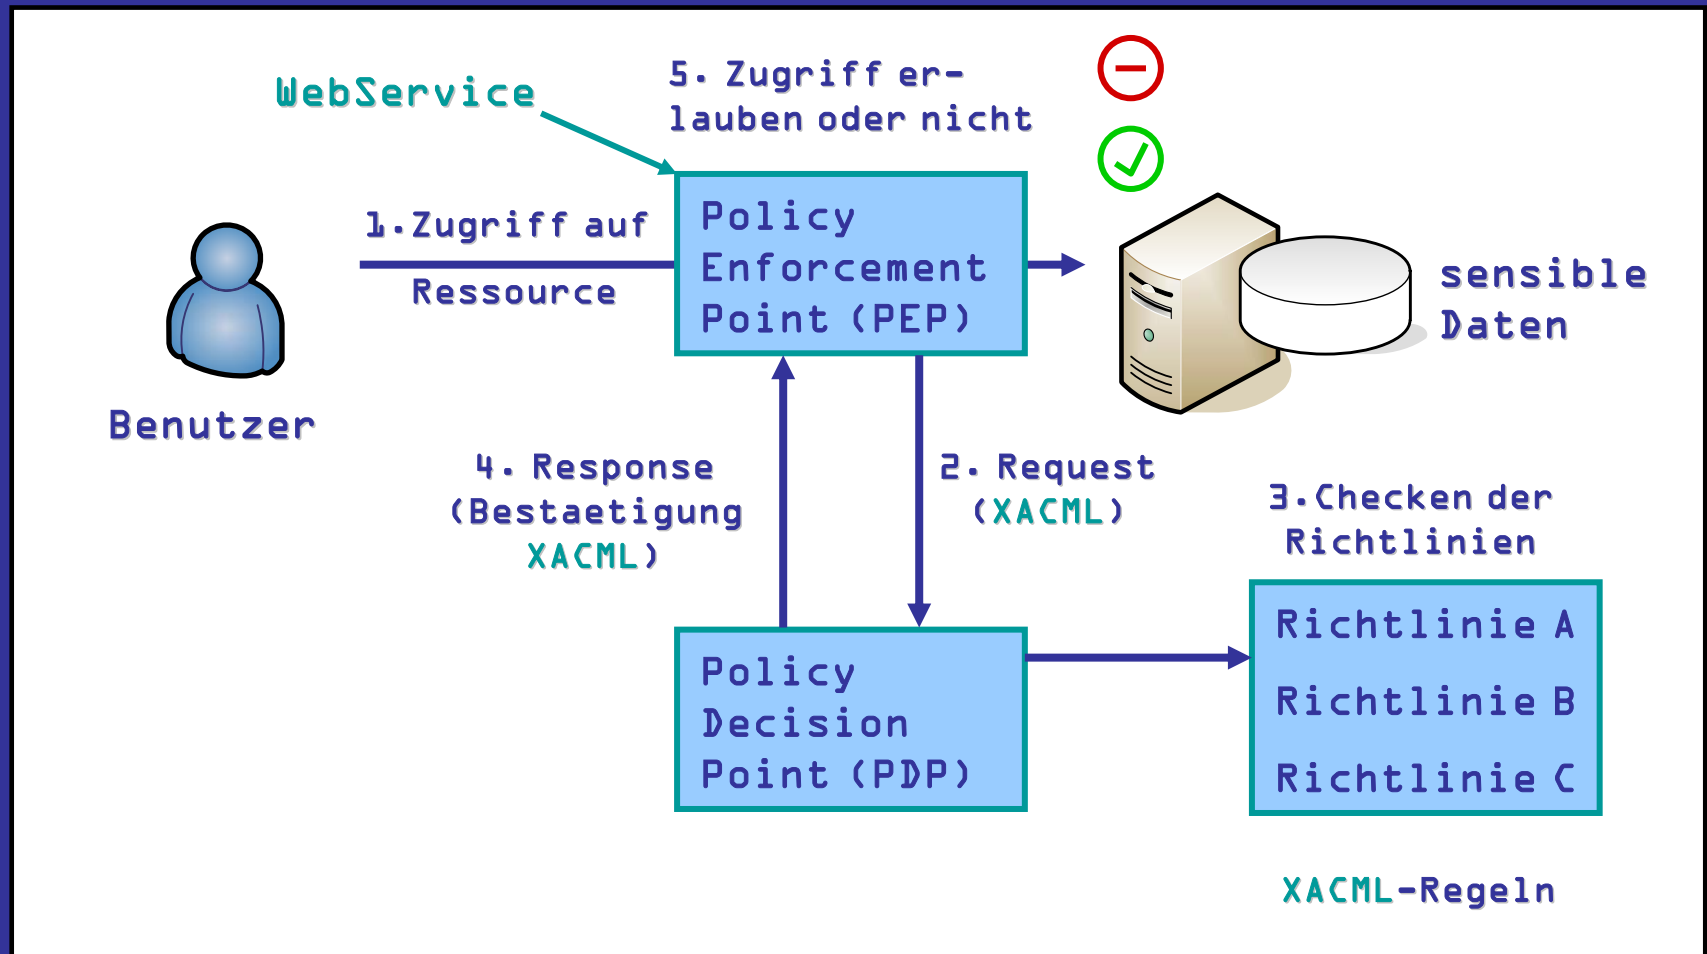 WebService
5. Zugriff er-
lauben oder nicht
1.Zugriff auf
Ressource
Policy
Enforcement
Point (PEP)
sensible
Daten
Benutzer
4. Response
(Bestaetigung
XACML)
2. Request
(XACML)
3.Checken der
Richtlinien
Policy
Decision
Point (PDP)
Richtlinie A
Richtlinie B
Richtlinie C
XACML-Regeln